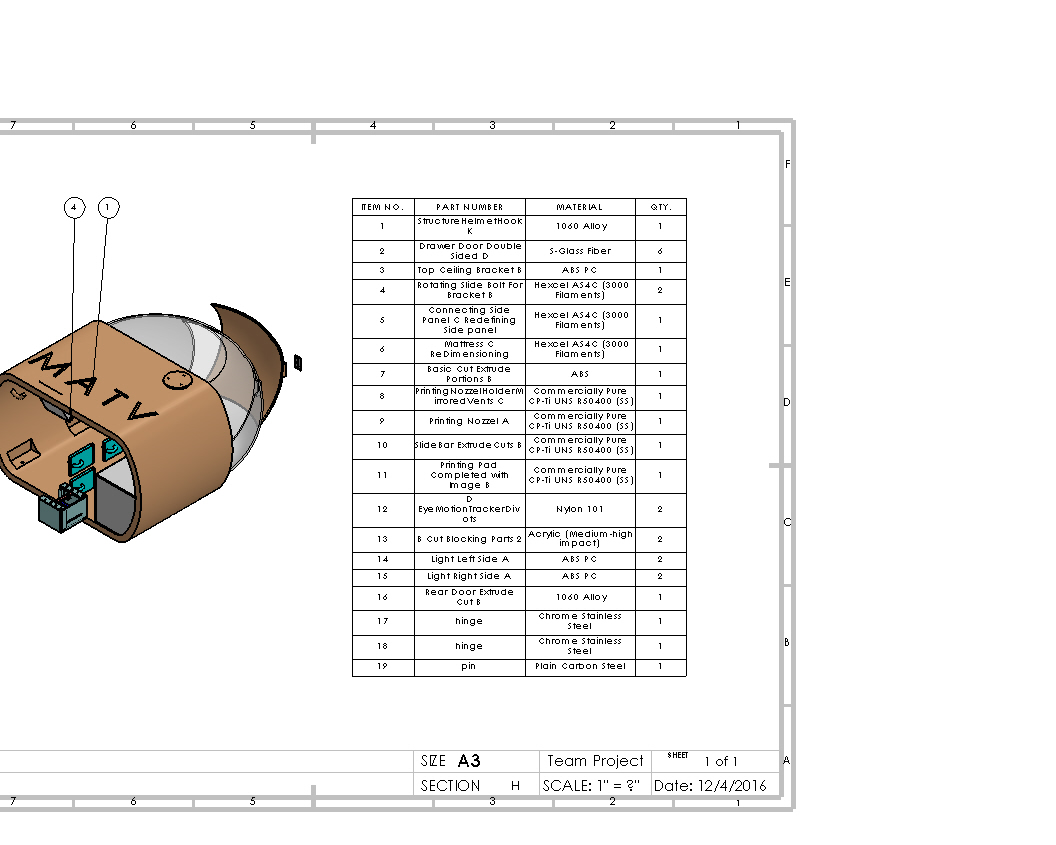 7 6 5 4 3 2 1
F
4 1
ITEM NO. PART NUMBER MATERIAL QTY.
1 StructureHelmetHook K 1060 Alloy 1
2 Drawer Door Double Sided D S-Glass Fiber 6
3 Top Ceiling Bracket B ABS PC 1
4 Rotating Slide Bolt For Bracket B Hexcel AS4C (3000 Filaments) 2
E
5 Connecting Side Panel C Redefining Side panel Hexcel AS4C (3000 Filaments) 1
6 Mattress C ReDimensioning Hexcel AS4C (3000 Filaments) 1
7 Basic Cut Extrude Portions B ABS 1
8 PrintingNozzelHolderMirroredVents C Commercially Pure CP-Ti UNS R50400 (SS) 1
MATV
D
9 Printing Nozzel A Commercially Pure CP-Ti UNS R50400 (SS) 1
10 SlideBar ExtrudeCuts B Commercially Pure CP-Ti UNS R50400 (SS) 1
11 Printing Pad Completed with Image B Commercially Pure CP-Ti UNS R50400 (SS) 1
12 D EyeMotionTrackerDivots Nylon 101 2
C
13 B Cut Blocking Parts 2 Acrylic (Medium-high impact) 2
14 Light Left Side A ABS PC 2
15 Light Right Side A ABS PC 2
16 Rear Door Extrude Cut B 1060 Alloy 1
17 hinge Chrome Stainless Steel 1
18 hinge Chrome Stainless Steel 1
B
19 pin Plain Carbon Steel 1
SIZE A3 Team Project SHEET 1 of 1
A
SECTION H SCALE: 1" = ?" Date: 12/4/2016
7 6 5 3 2 1